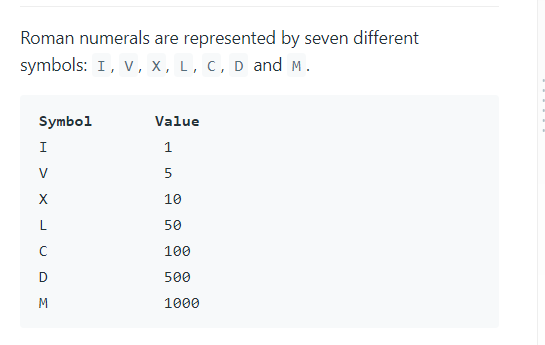 Roman numerals are represented by seven different
symbols: I, V, X, L, C, D and M.
Symbol Value
I 1
V 5
X 10
L 50
C 100
D 500
M 1000